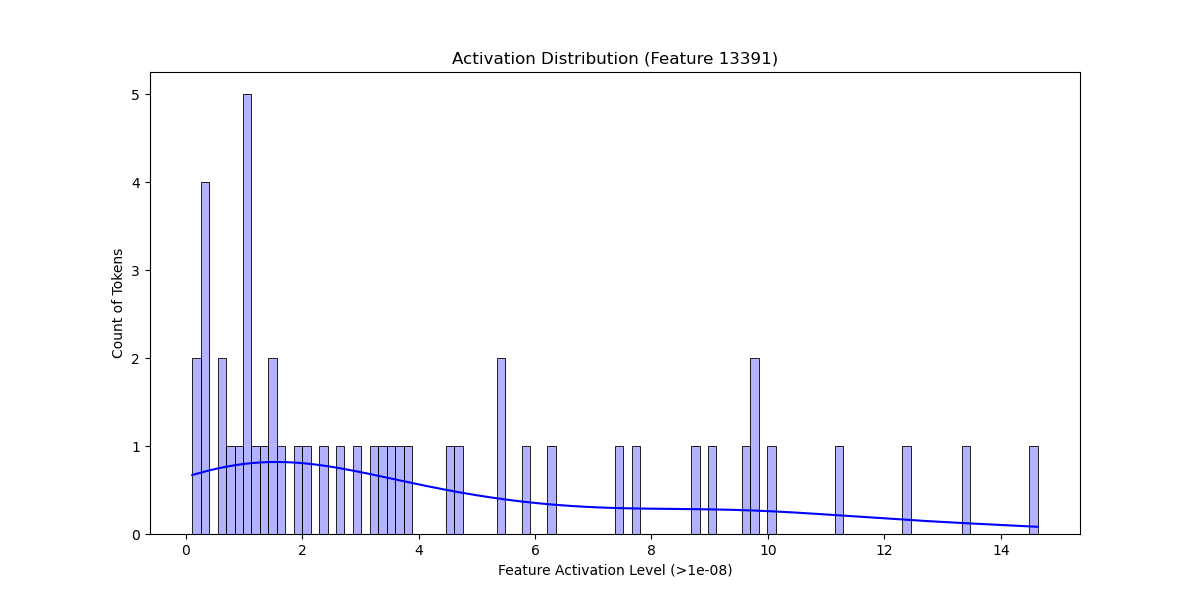 Activation Distribution (Feature 13391)
5
4
3
2
1
0
Count of Tokens
0 2 4 6 8 10 12 14
Feature Activation Level (>1e-08)